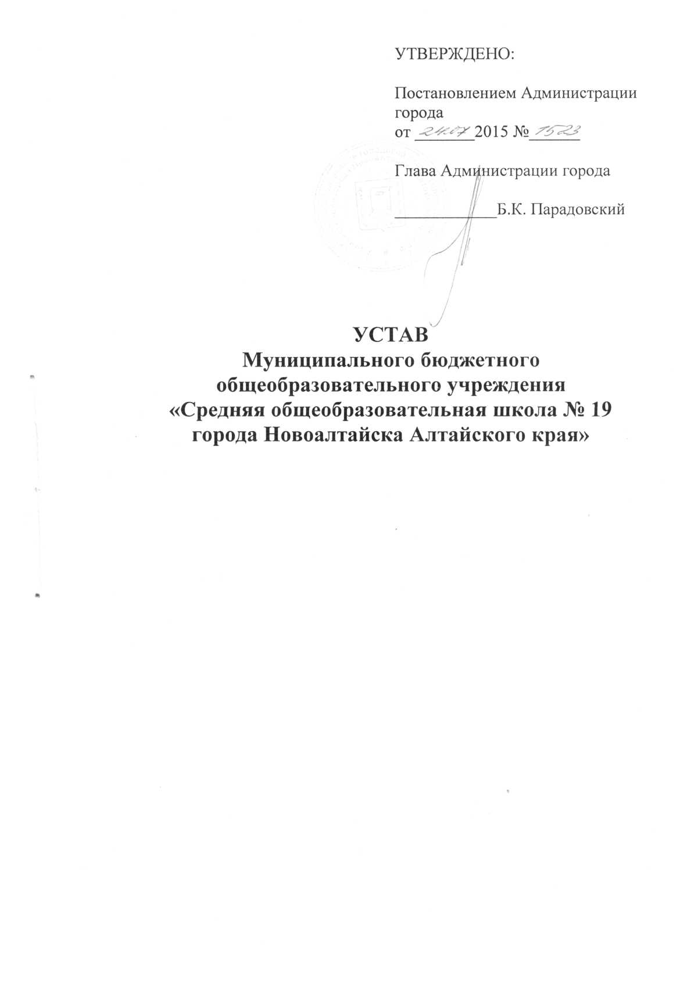 УТВЕРЖДЕНО:
Постановлением Администрации
города
от 24.07 2015 № 1523
Глава Администрации города
Б.К. Парадовский
УСТАВ
Муниципального бюджетного
общеобразовательного учреждения
«Средняя общеобразовательная школа № 19
города Новоалтайска Алтайского края»